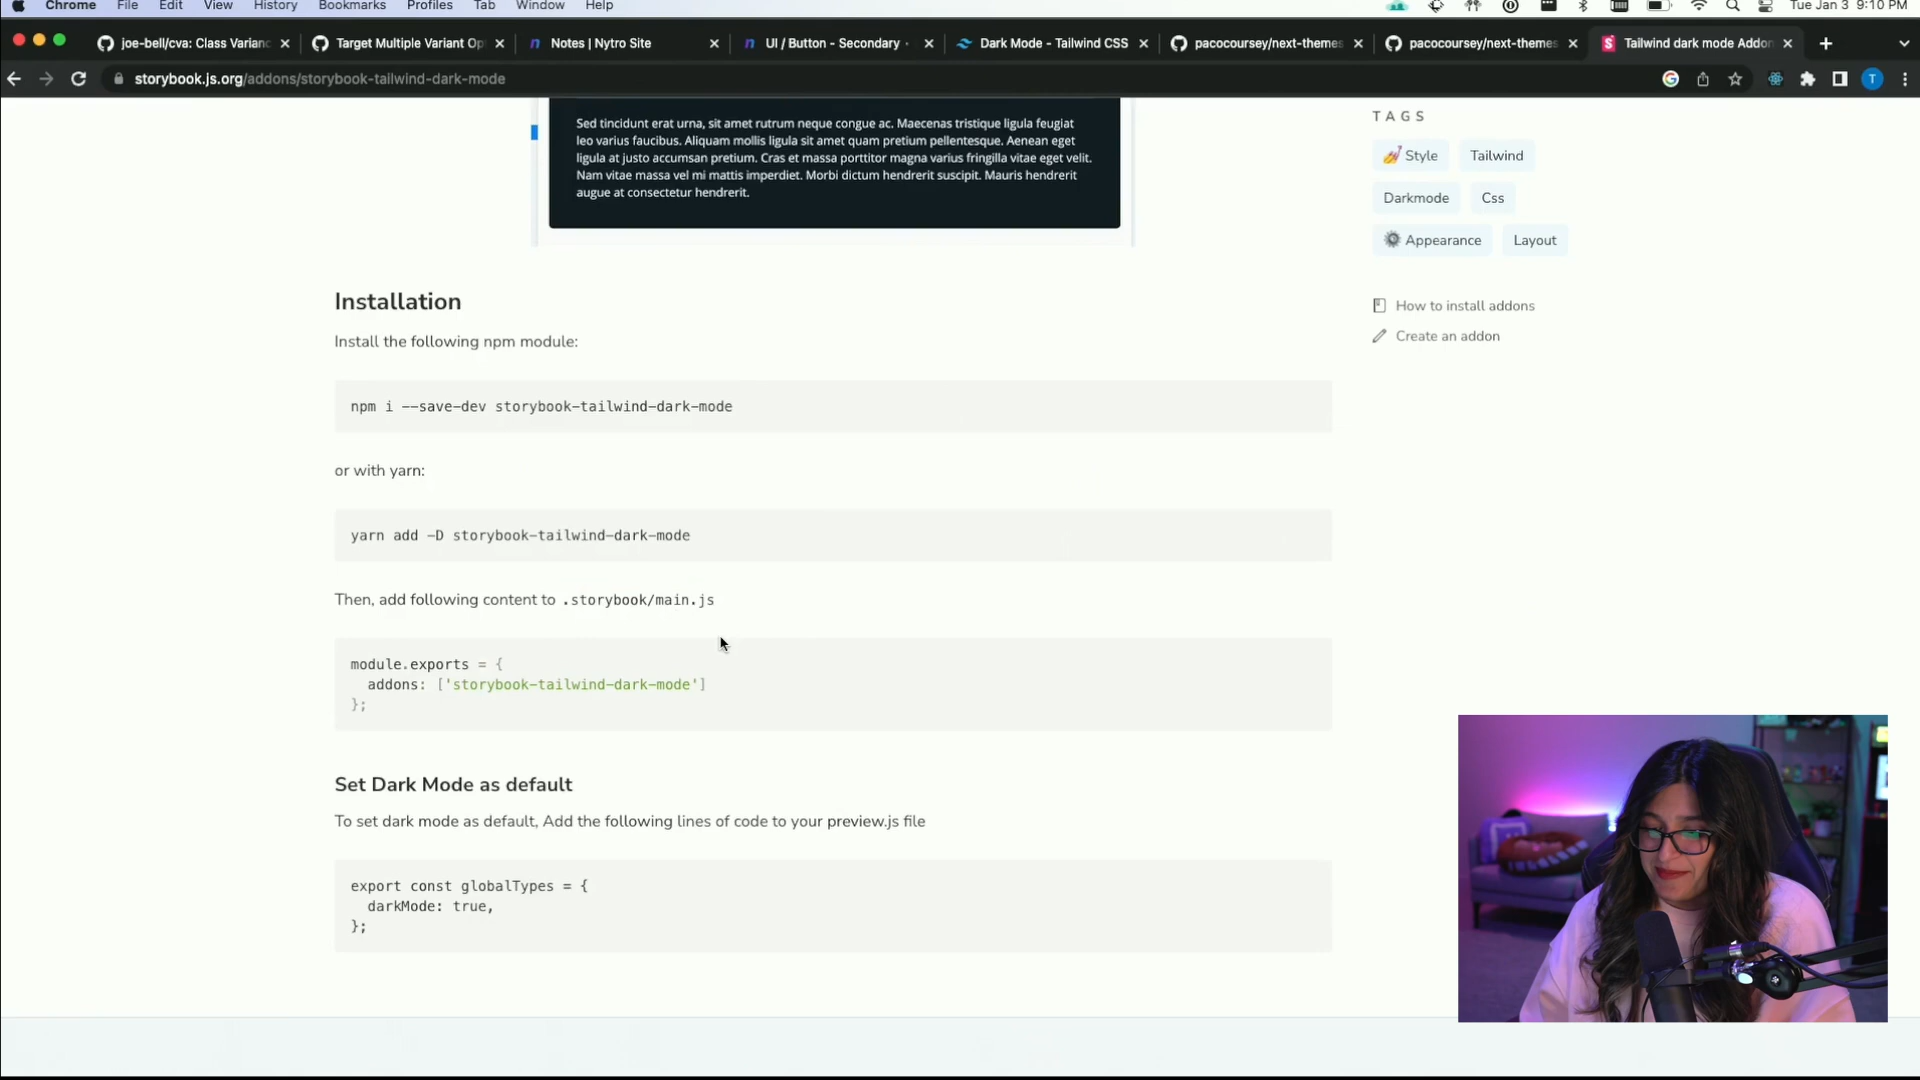 Chrome File Edit View History Bookmarks Profiles Tab Window Help Tue Jan 3 9:10 PM
joe-bell/cva: Class Varianc Target Multiple Variant Op Notes | Nytro Site UI / Button - Secondary · Dark Mode - Tailwind CSS pacocoursey/next-themes pacocoursey/next-themes Tailwind dark mode Addon
storybook.js.org/addons/storybook-tailwind-dark-mode
T
Sed tincidunt erat urna, sit amet rutrum neque congue ac. Maecenas tristique ligula feugiat
leo varius faucibus. Aliquam mollis ligula sit amet quam pretium pellentesque. Aenean eget
ligula at justo accumsan pretium. Cras et massa porttitor magna varius fringilla vitae eget velit.
Nam vitae massa vel mi mattis imperdiet. Morbi dictum hendrerit suscipit. Mauris hendrerit
augue at consectetur hendrerit.
TAGS
Style Tailwind
Darkmode Css
Appearance Layout
How to install addons
Create an addon
Installation
Install the following npm module:
npm i --save-dev storybook-tailwind-dark-mode
or with yarn:
yarn add -D storybook-tailwind-dark-mode
Then, add following content to .storybook/main.js
module.exports = {
addons: ['storybook-tailwind-dark-mode']
};
Set Dark Mode as default
To set dark mode as default, Add the following lines of code to your preview.js file
export const globalTypes = {
darkMode: true,
};